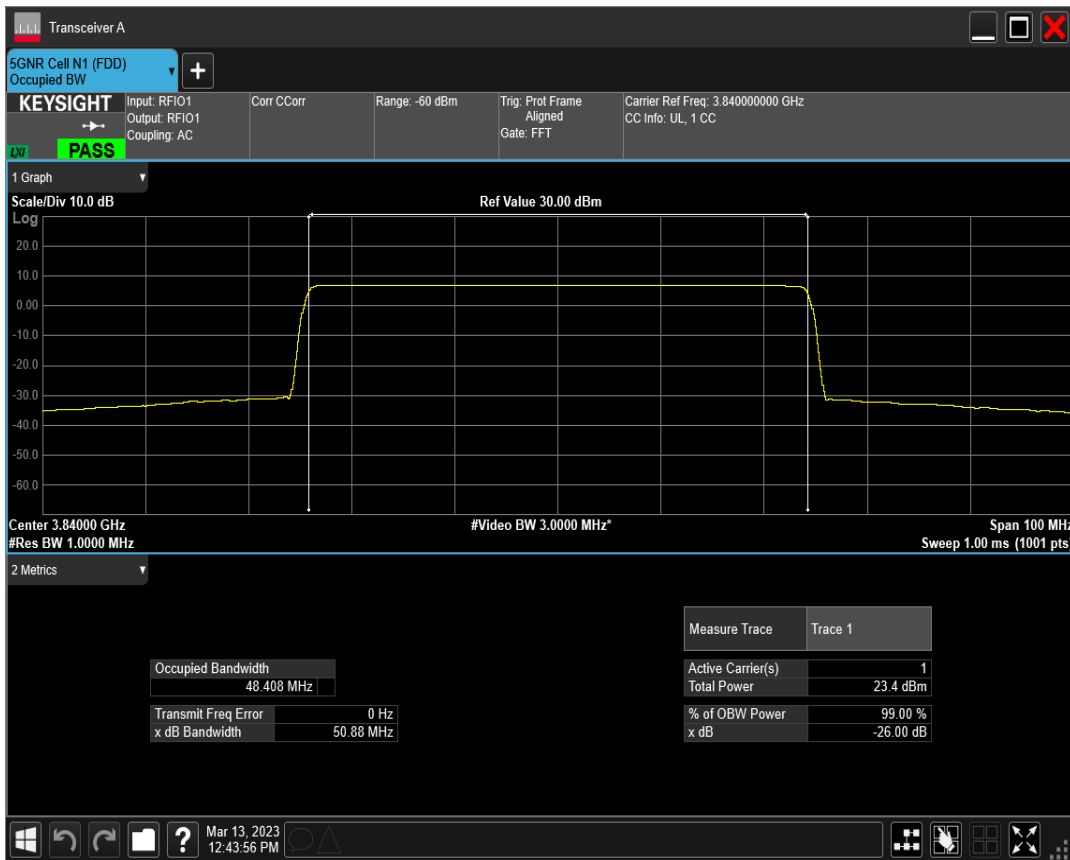 Transceiver A
5GNR Cell N1 (FDD)
Occupied BW
+
KEYSIGHT
LXI
PASS
Input: RFIO1
Output: RFIO1
Coupling: AC
Corr CCorr
Range: -60 dBm
Trig: Prot Frame
Aligned
Gate: FFT
Carrier Ref Freq: 3.840000000 GHz
CC Info: UL, 1 CC
1 Graph
Scale/Div 10.0 dB
Ref Value 30.00 dBm
Log
20.0
10.0
0.00
-10.0
-20.0
-30.0
-40.0
-50.0
-60.0
Center 3.84000 GHz
#Video BW 3.0000 MHz*
Span 100 MHz
#Res BW 1.0000 MHz
Sweep 1.00 ms (1001 pts)
2 Metrics
Measure Trace Trace 1
Occupied Bandwidth
48.408 MHz
Active Carrier(s) 1
Total Power 23.4 dBm
Transmit Freq Error 0 Hz
x dB Bandwidth 50.88 MHz
% of OBW Power 99.00 %
x dB -26.00 dB
?
Mar 13, 2023
12:43:56 PM